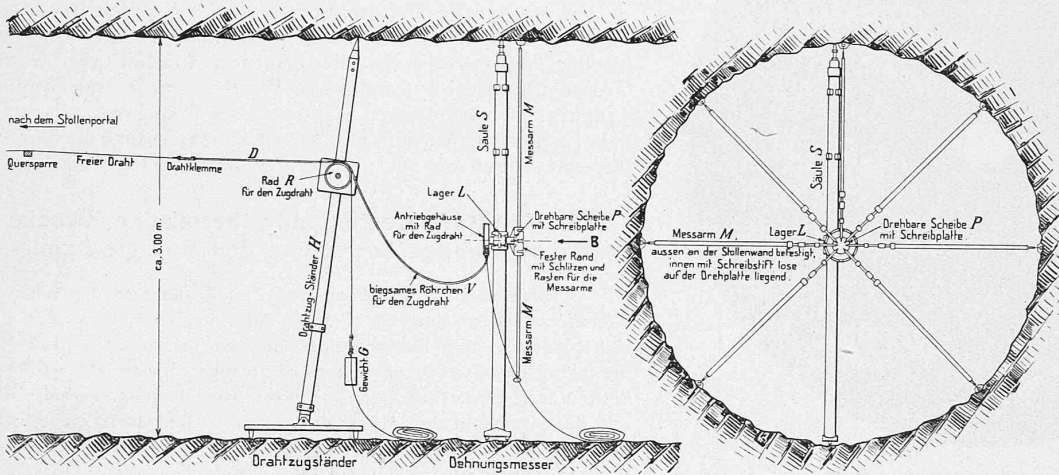 nach dem Stollenportal
Quersparre
Freier Draht
Drahtklemme
D
Rad R
für den Zugdraht
ca. 3.00 m
Drahtzug-Ständer H
biegsames Röhrchen V
für den Zugdraht
Gewicht G
Drahtzugständer
Säule S
Messarm M
Lager L
Antriebgehäuse
mit Rad
für den Zugdraht
Drehbare Scheibe P
mit Schreibplatte
B
Fester Rand
mit Schlitzen und
Rasten für die
Messarme
Messarm M
Dehnungsmesser
Säule S
Messarm M.
Lager L
Drehbare Scheibe P
mit Schreibplatte.
aussen an der Stollenwand befestigt,
innen mit Schreibstift lose
auf der Drehplatte liegend.